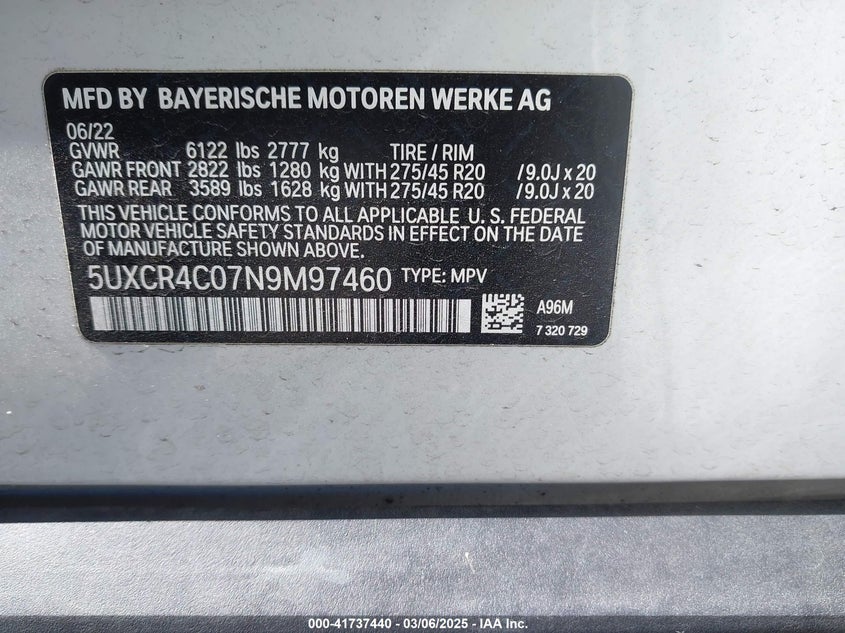 MFD BY BAYERISCHE MOTOREN WERKE AG
06/22
GVWR 6122 lbs 2777 kg TIRE / RIM
GAWR FRONT 2822 lbs 1280 kg WITH 275/45 R20 /9.0J x 20
GAWR REAR 3589 lbs 1628 kg WITH 275/45 R20 /9.0J x 20
THIS VEHICLE CONFORMS TO ALL APPLICABLE U. S. FEDERAL
MOTOR VEHICLE SAFETY STANDARDS IN EFFECT ON THE DATE OF
MANUFACTURE SHOWN ABOVE.
5UXCR4C07N9M97460 TYPE: MPV
A96M
7 320 729
000-41737440 - 03/06/2025 - © IAA Inc.